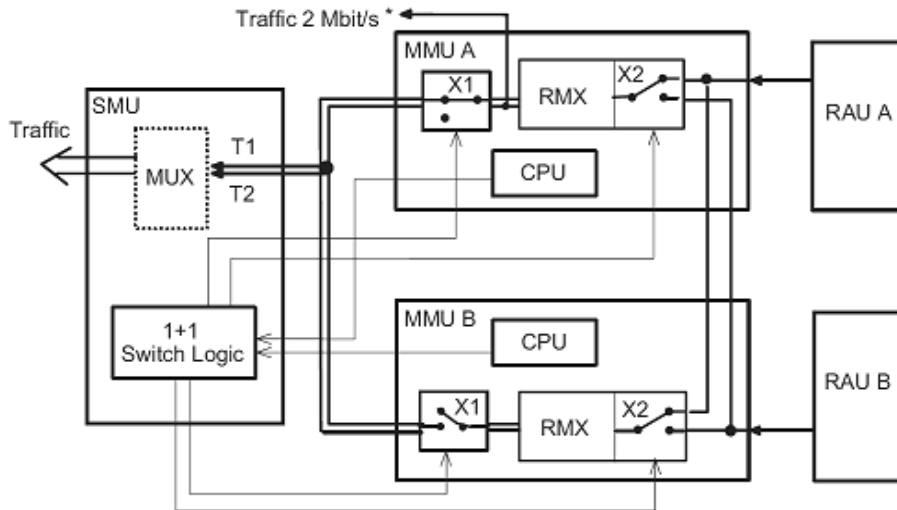 Traffic 2 Mbit/s *
MMU A
X1
RMX
X2
RAU A
CPU
SMU
Traffic
MUX
T1
T2
1+1
Switch Logic
MMU B
CPU
X1
RMX
X2
RAU B